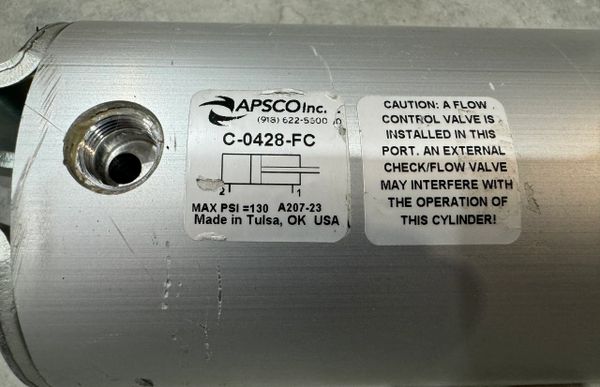 APSCO Inc.
(918) 622-5600
C-0428-FC
2 1
MAX PSI =130 A207-23
Made in Tulsa, OK USA
CAUTION: A FLOW
CONTROL VALVE IS
INSTALLED IN THIS
PORT. AN EXTERNAL
CHECK/FLOW VALVE
MAY INTERFERE WITH
THE OPERATION OF
THIS CYLINDER!